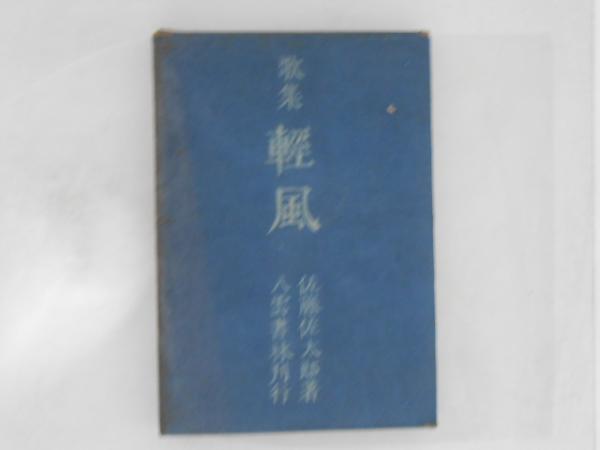 歌集
輕風
佐藤佐太郎著
八雲書林刊行